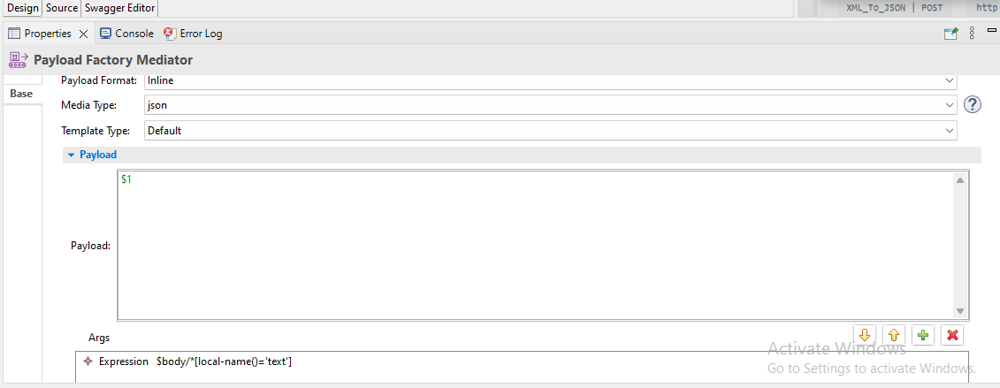 Design Source Swagger Editor
XML_To_JSON | POST http
Properties Console Error Log
Payload Factory Mediator
Payload Format: Inline
Base
Media Type: json
Template Type: Default
Payload
$1
Payload:
Args
Expression $body/*[local-name()='text']
Activate Windows
Go to Settings to activate Windows.